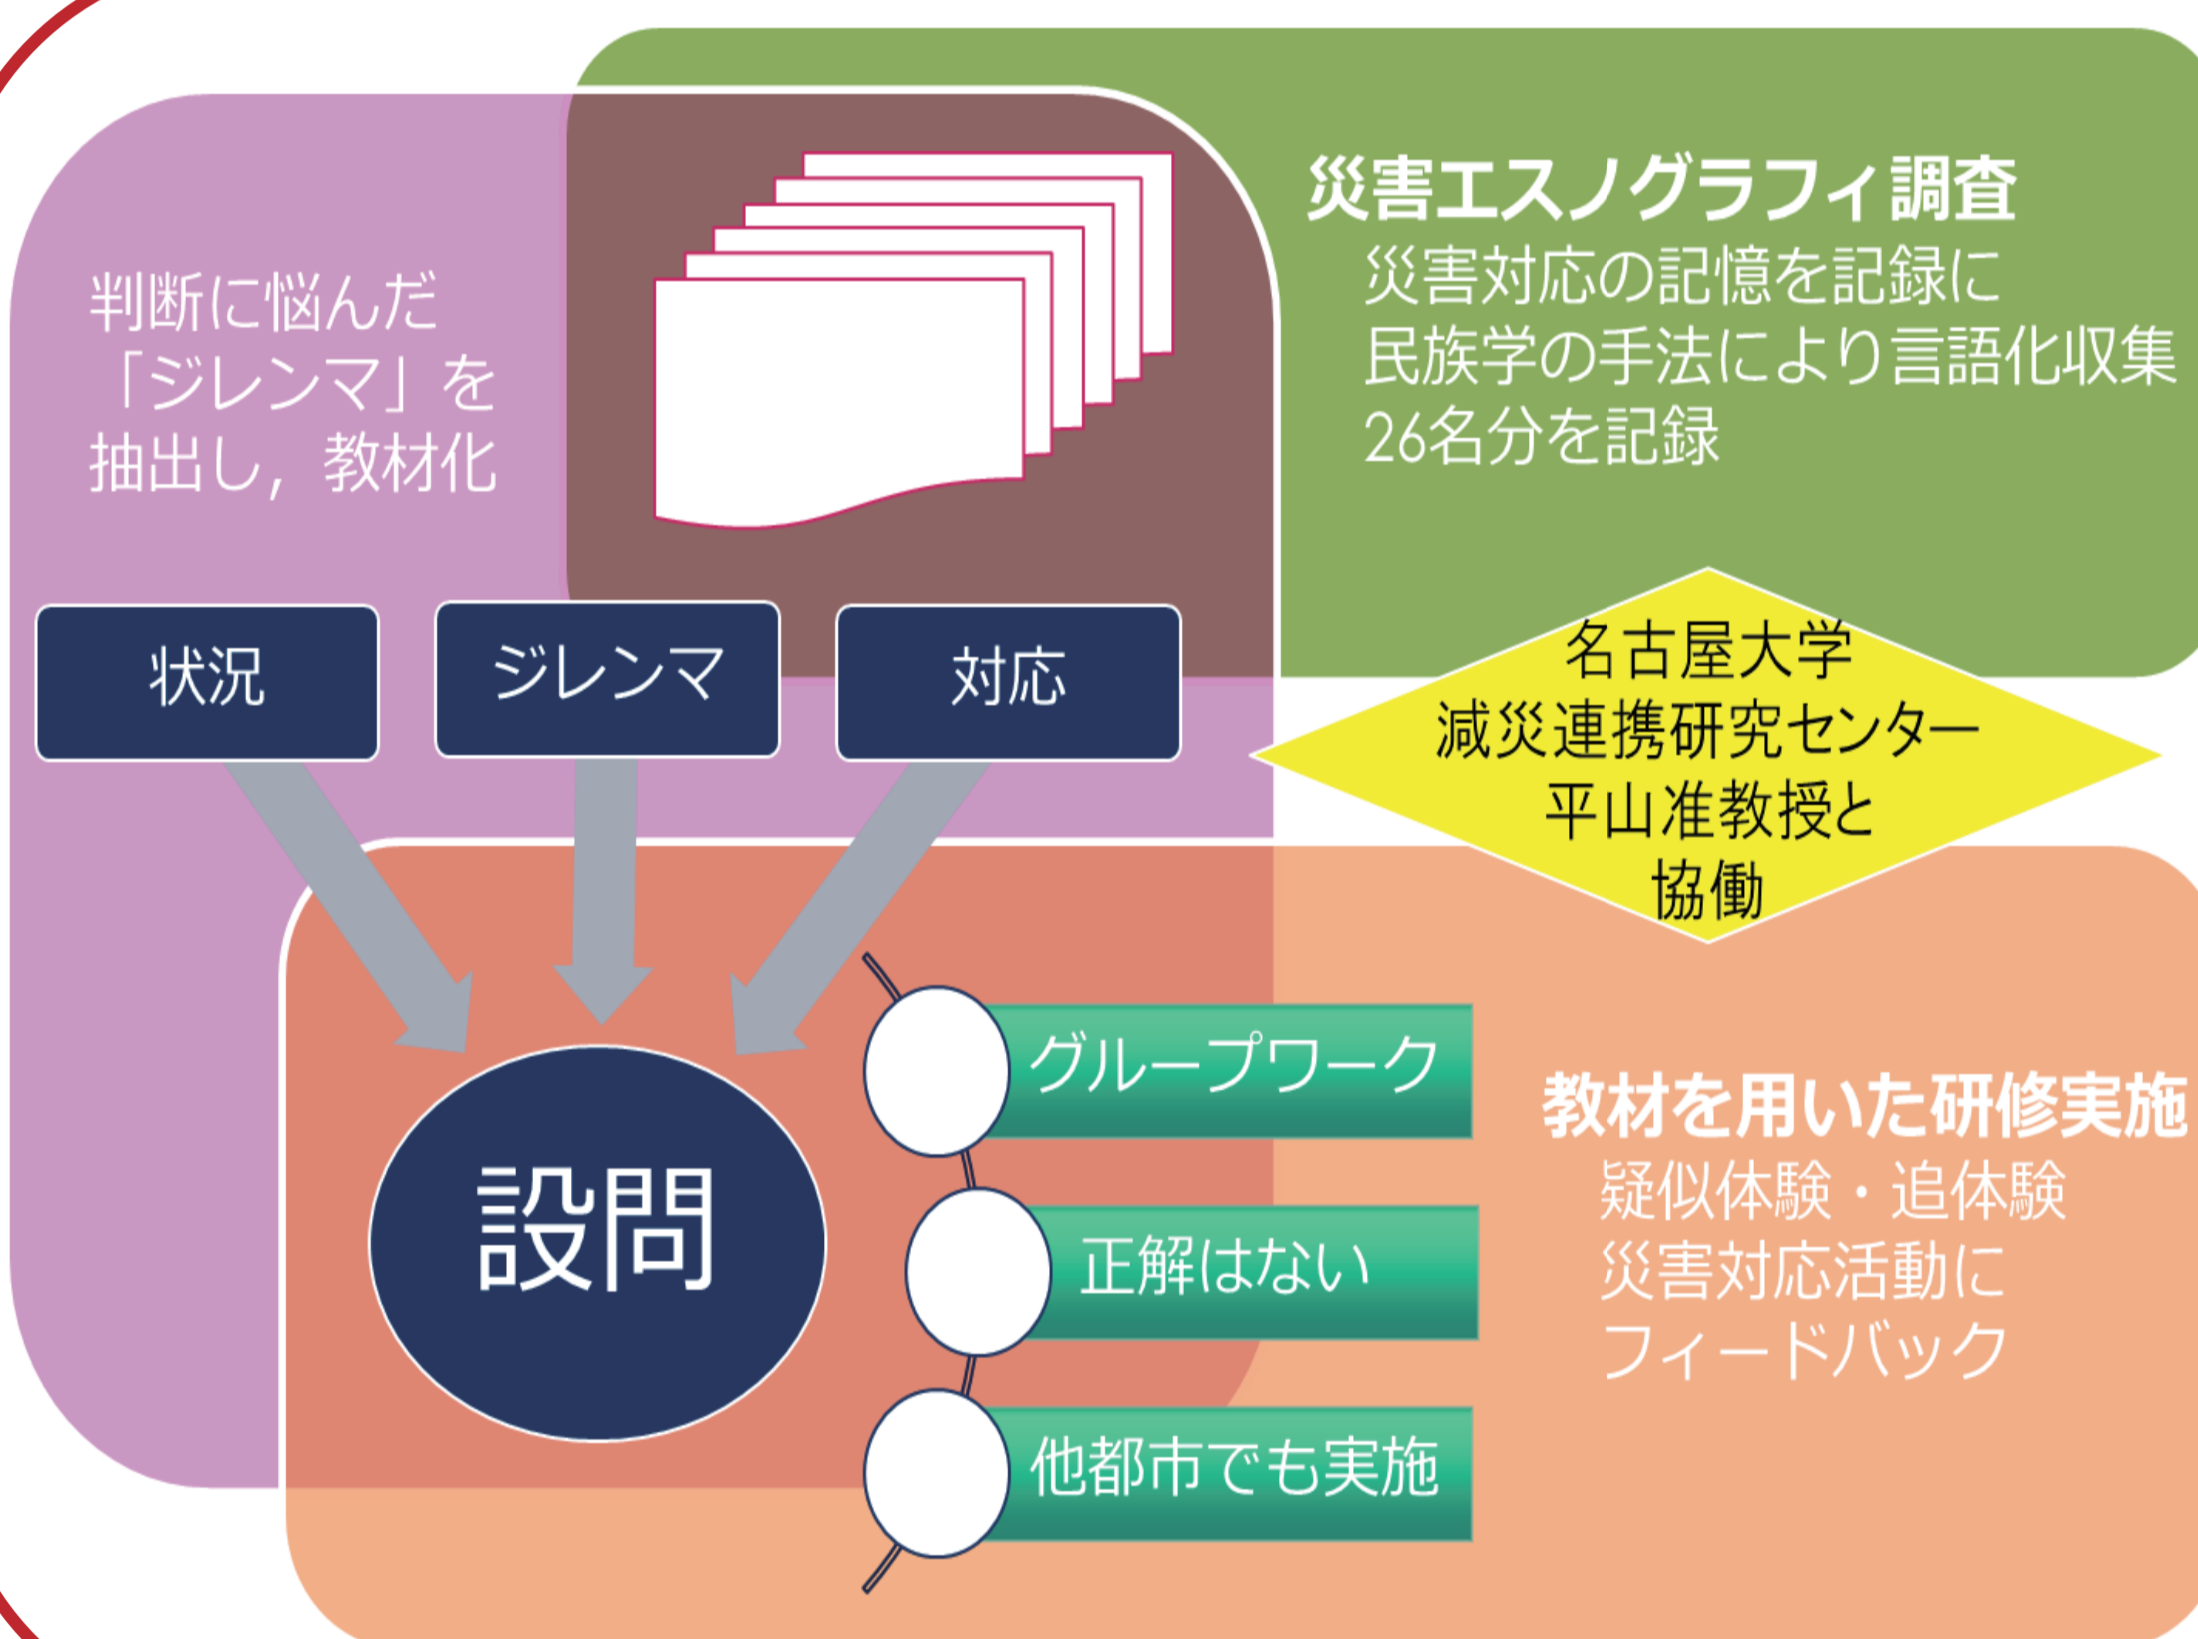 災害エスノグラフィ調査
災害対応の記憶を記録に
民族学の手法により言語化収集
26名分を記録
判断に悩んだ
「ジレンマ」を
抽出し，教材化
状況
ジレンマ
対応
名古屋大学
減災連携研究センター
平山准教授と
協働
設問
グループワーク
正解はない
他都市でも実施
教材を用いた研修実施
疑似体験・追体験
災害対応活動に
フィードバック